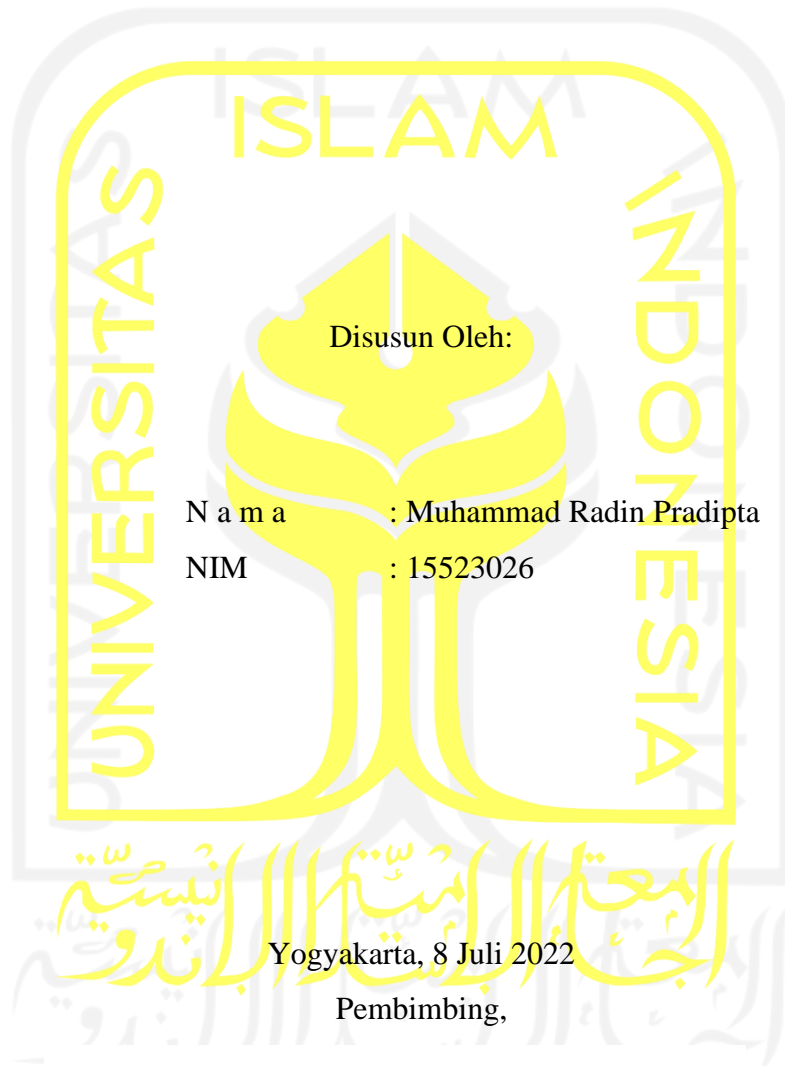 ISLAM
UNIVERSITAS
INDONESIA
Disusun Oleh:
N a m a : Muhammad Radin Pradipta
NIM : 15523026
Yogyakarta, 8 Juli 2022
Pembimbing,